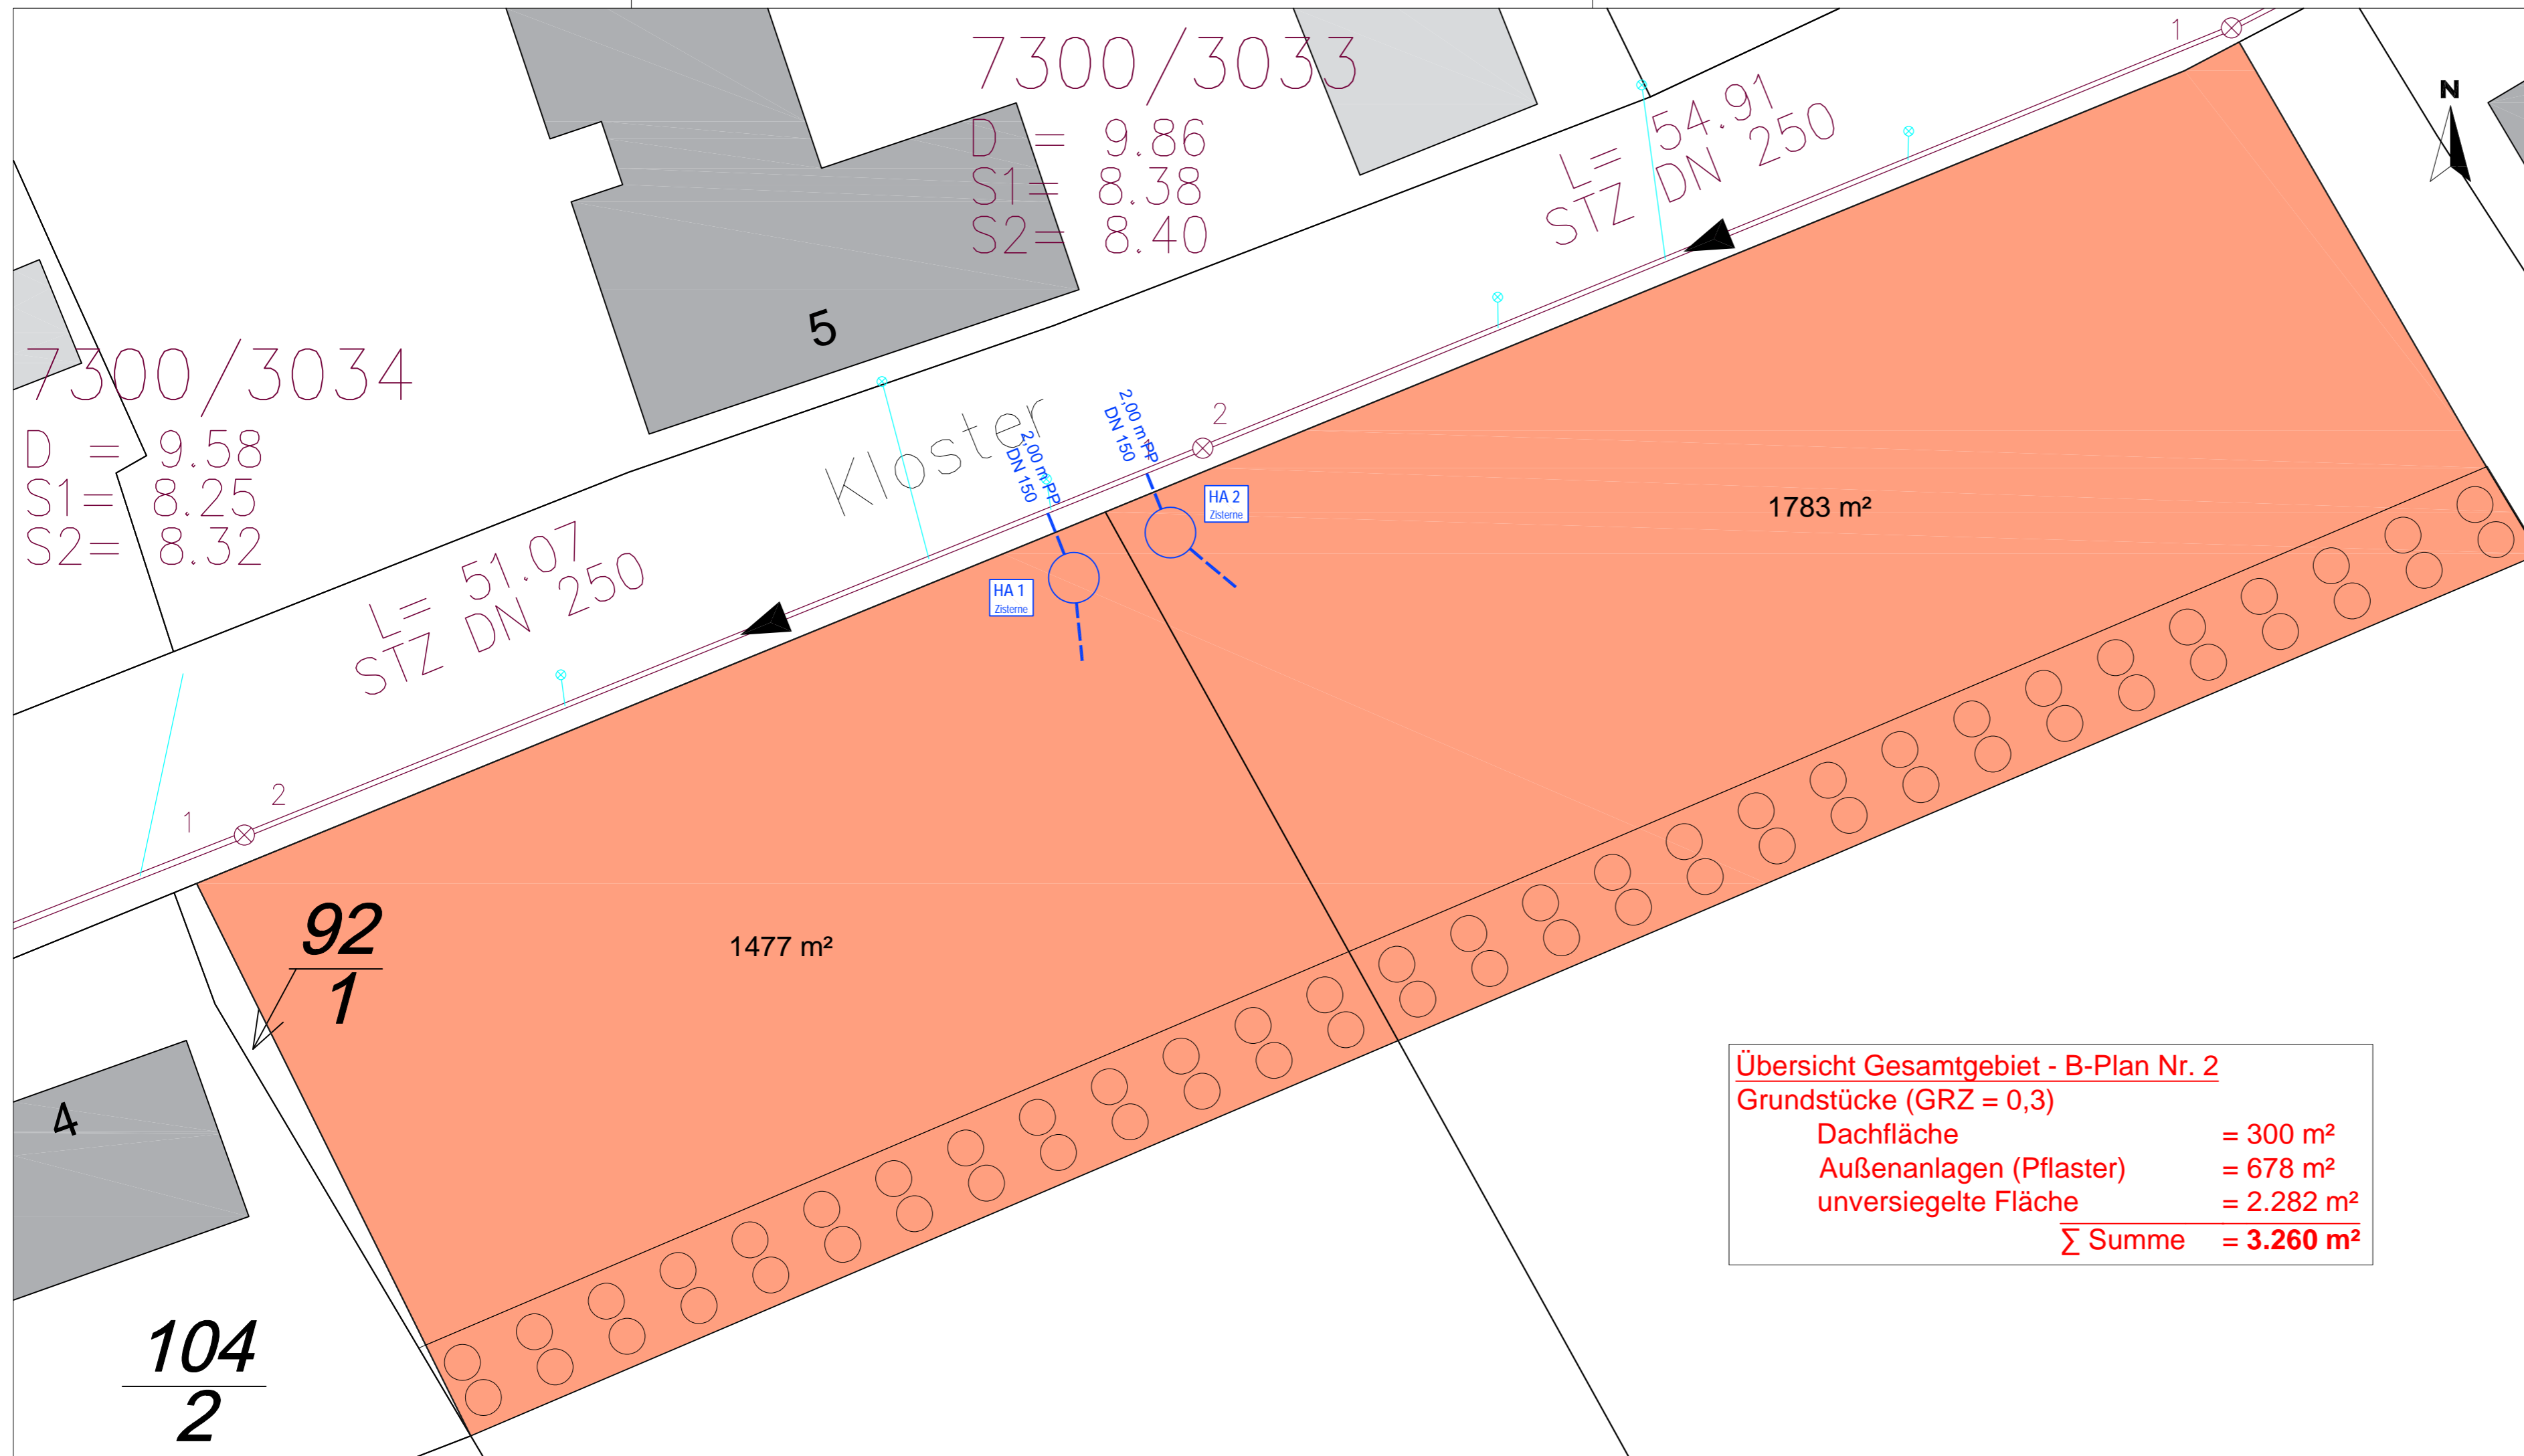 7300/3033
D = 9.86
S1= 8.38
S2= 8.40
1
L= 54.91
STZ DN 250
N
5
7300/3034
D = 9.58
S1= 8.25
S2= 8.32
Kloster
2,00 m PP
DN 150
2,00 m PP
DN 150
2
HA 2
Zisterne
HA 1
Zisterne
1783 m²
L= 51.07
STZ DN 250
1
2
92
1
1477 m²
4
104
2
Übersicht Gesamtgebiet - B-Plan Nr. 2
Grundstücke (GRZ = 0,3)
Dachfläche = 300 m²
Außenanlagen (Pflaster) = 678 m²
unversiegelte Fläche = 2.282 m²
∑ Summe = 3.260 m²